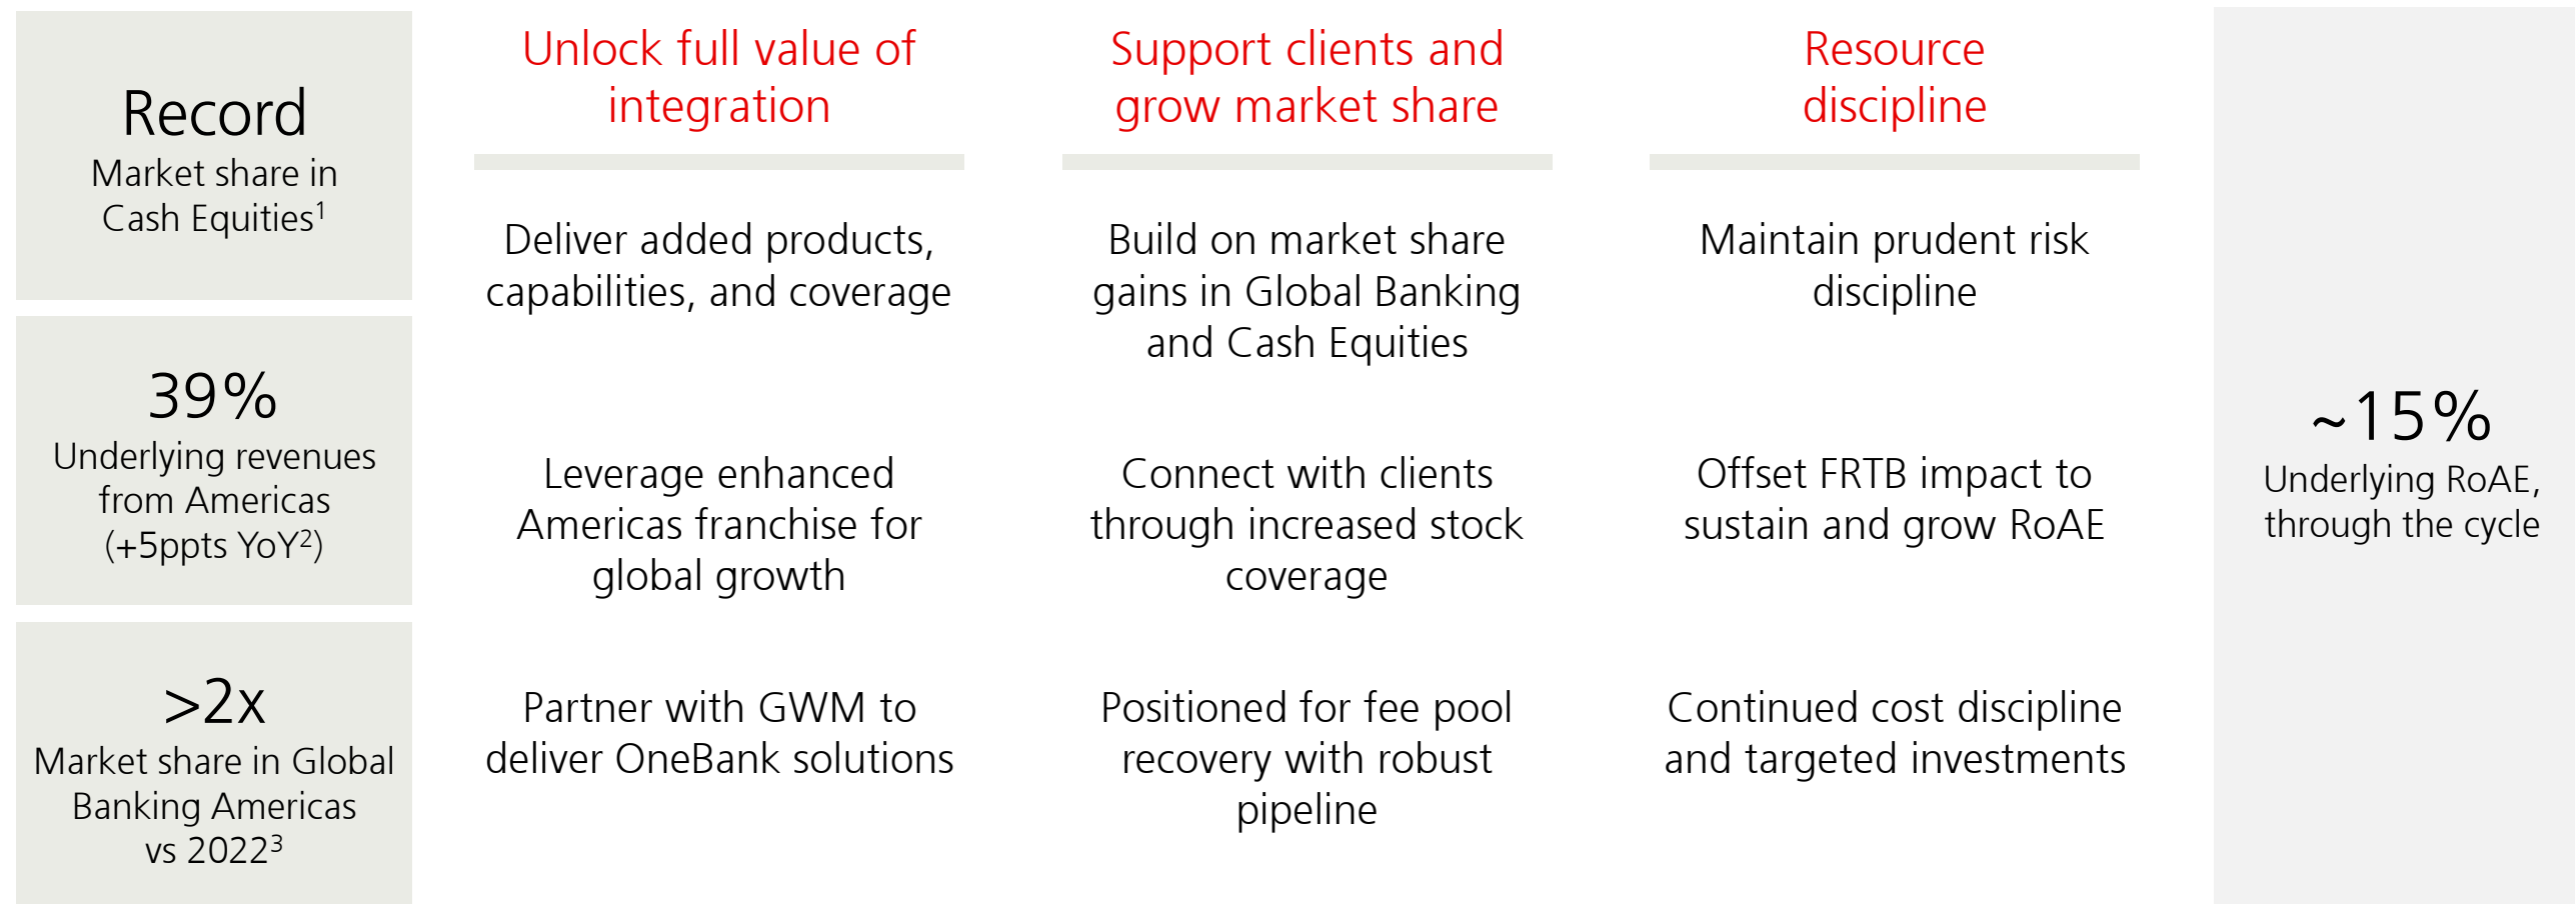 Record
Market share in
Cash Equities¹
39%
Underlying revenues
from Americas
(+5ppts YoY²)
>2x
Market share in Global
Banking Americas
vs 2022³
Unlock full value of
integration
Deliver added products,
capabilities, and coverage
Leverage enhanced
Americas franchise for
global growth
Partner with GWM to
deliver OneBank solutions
Support clients and
grow market share
Build on market share
gains in Global Banking
and Cash Equities
Connect with clients
through increased stock
coverage
Positioned for fee pool
recovery with robust
pipeline
Resource
discipline
Maintain prudent risk
discipline
Offset FRTB impact to
sustain and grow RoAE
Continued cost discipline
and targeted investments
~15%
Underlying RoAE,
through the cycle